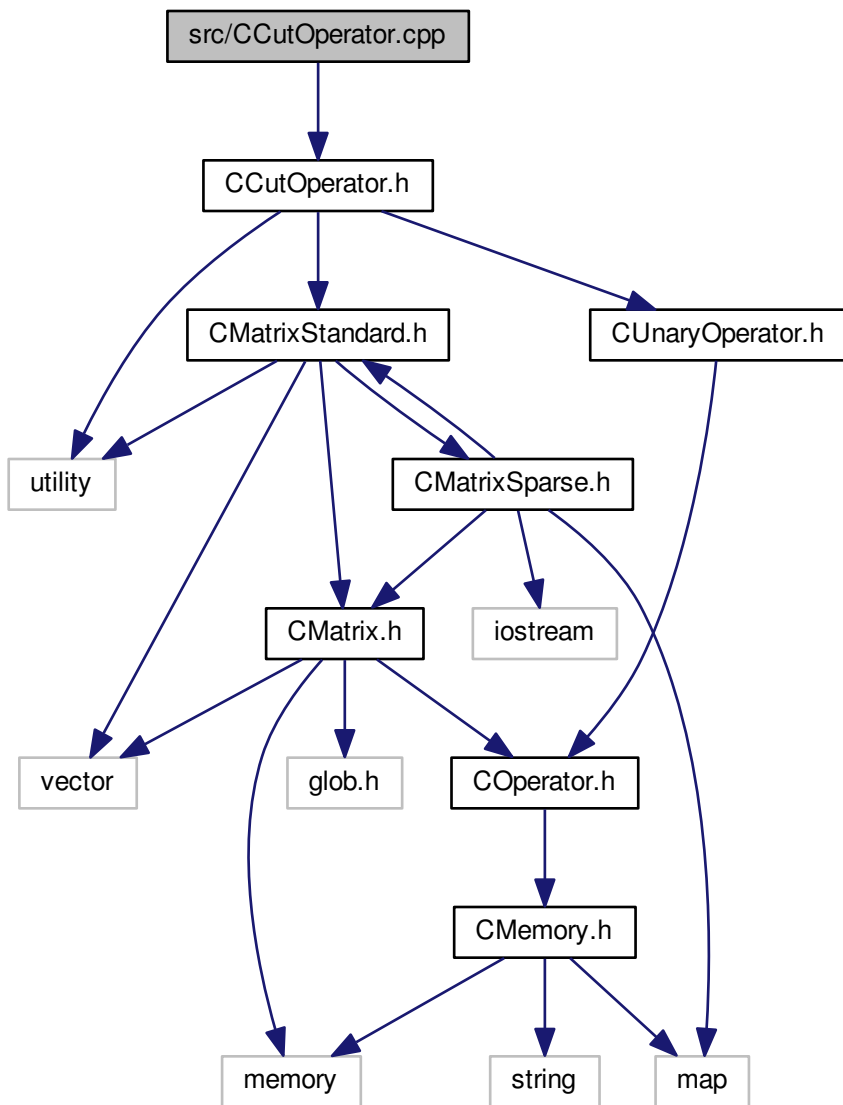 src/CCutOperator.cpp
CCutOperator.h
CMatrixStandard.h
CUnaryOperator.h
utility
CMatrixSparse.h
CMatrix.h
iostream
vector
glob.h
COperator.h
CMemory.h
memory
string
map